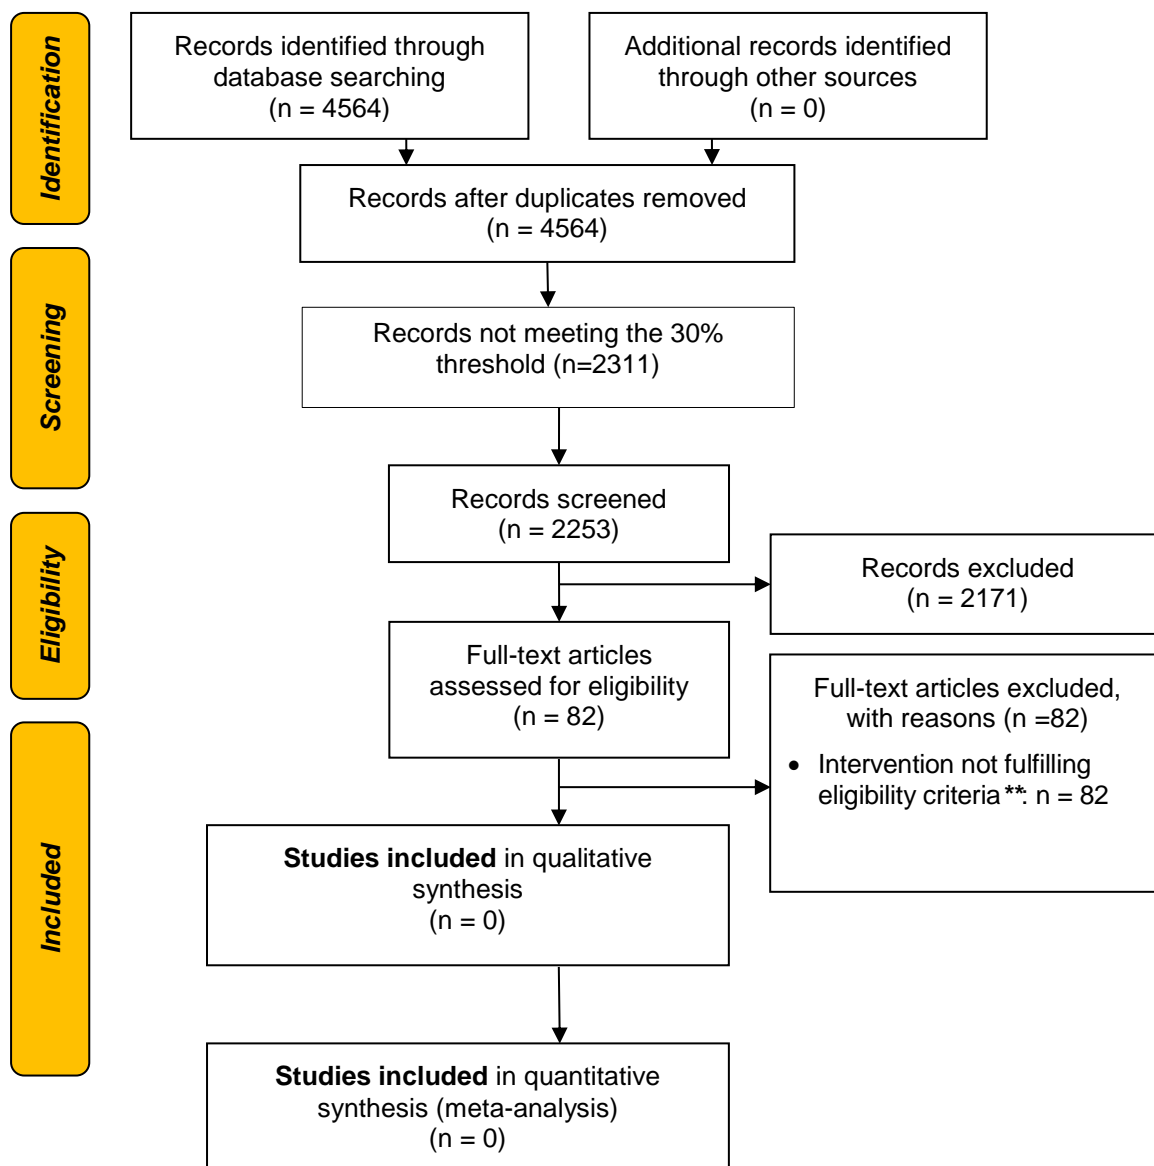 Identification
Records identified through
database searching
(n = 4564)
Additional records identified
through other sources
(n = 0)
Records after duplicates removed
(n = 4564)
Screening
Records not meeting the 30%
threshold (n=2311)
Records screened
(n = 2253)
Eligibility
Records excluded
(n = 2171)
Full-text articles
assessed for eligibility
(n = 82)
Full-text articles excluded,
with reasons (n =82)
• Intervention not fulfilling
eligibility criteria**: n = 82
Included
Studies included in qualitative
synthesis
(n = 0)
Studies included in quantitative
synthesis (meta-analysis)
(n = 0)